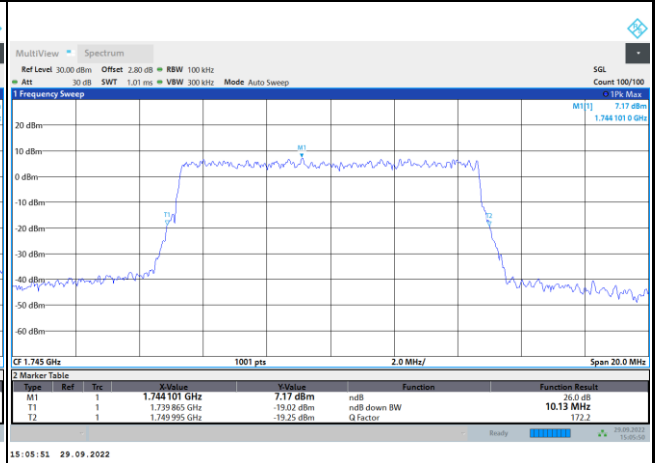 MultiView Spectrum
Ref Level 30.00 dBm Offset 2.80 dB RBW 100 kHz SGL
Att 30 dB SWT 1.01 ms VBW 300 kHz Mode Auto Sweep Count 100/100
1 Frequency Sweep 1Pk Max
M1[1] 7.17 dBm
1.744 101 0 GHz
20 dBm
10 dBm
M1
0 dBm
-10 dBm
T1 T2
-20 dBm
-30 dBm
-40 dBm
-50 dBm
-60 dBm
CF 1.745 GHz 1001 pts 2.0 MHz/ Span 20.0 MHz
2 Marker Table
Type Ref Trc X-Value Y-Value Function Function Result
M1 1 1.744 101 GHz 7.17 dBm ndB 26.0 dB
T1 1 1.739 865 GHz -19.02 dBm ndB down BW 10.13 MHz
T2 1 1.749 995 GHz -19.25 dBm Q Factor 172.2
Ready 29.09.2022
15:05:50
15:05:51 29.09.2022